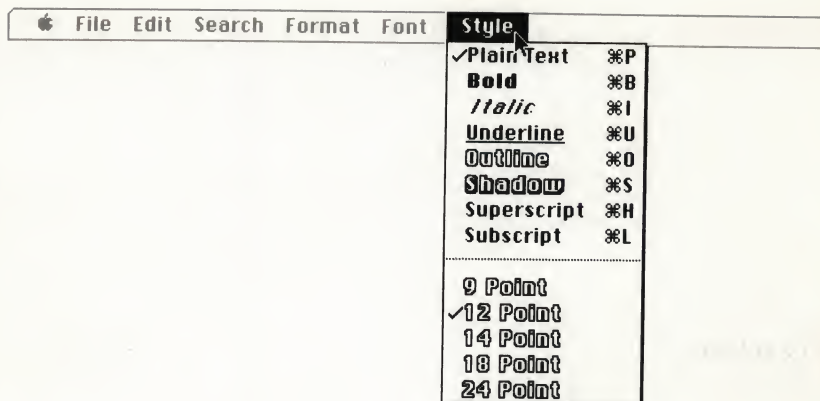 File Edit Search Format Font Style
✓Plain Text ⌘P
Bold ⌘B
Italic ⌘I
Underline ⌘U
Outline ⌘O
Shadow ⌘S
Superscript ⌘H
Subscript ⌘L
9 Point
✓12 Point
14 Point
18 Point
24 Point